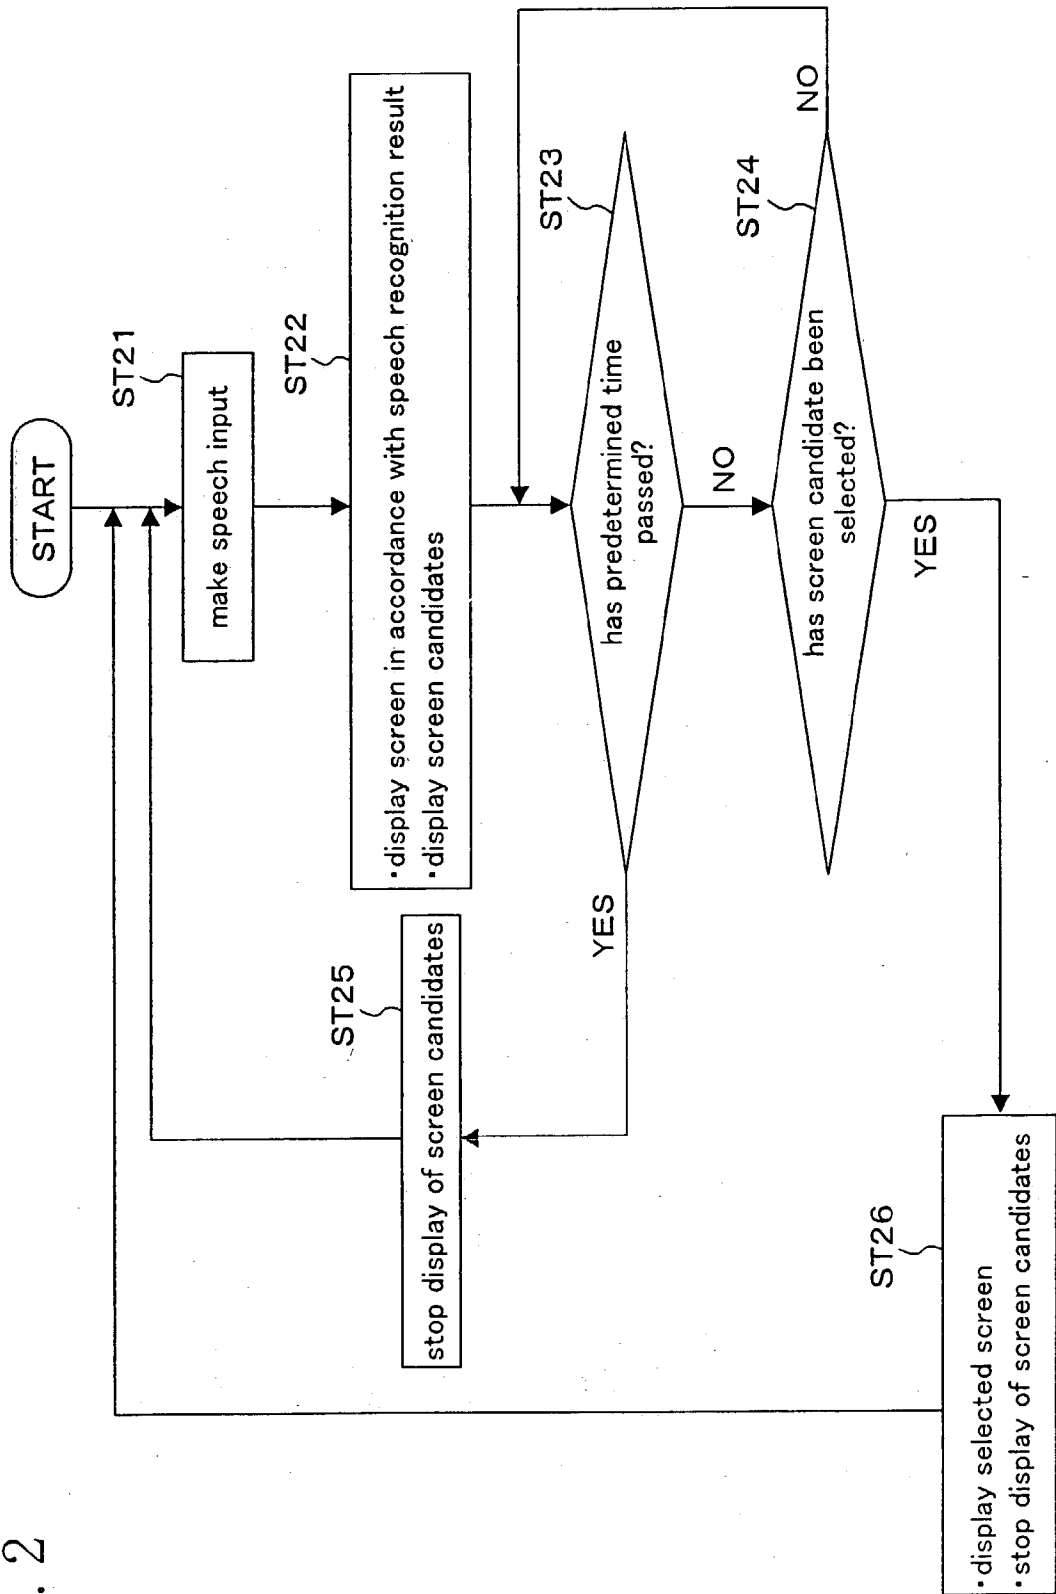 . 2
START
ST21
make speech input
ST22
・display screen in accordance with speech recognition result
・display screen candidates
ST23
has predetermined time
passed?
YES
NO
ST24
has screen candidate been
selected?
NO
YES
ST25
stop display of screen candidates
ST26
・display selected screen
・stop display of screen candidates